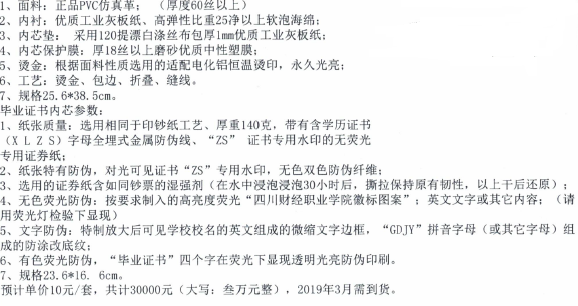 1、面料：正品PVC仿真革； （厚度60丝以上）
2、内衬：优质工业灰板纸、高弹性比重25净以上软泡海绵；
3、内芯垫： 采用120提漂白涤丝布包厚1mm优质工业灰板纸；
4、内芯保护膜：厚18丝以上磨砂优质中性塑膜；
5、烫金：根据面料性质选用的适配电化铝恒温烫印，永久光亮；
6、工艺：烫金、包边、折叠、缝线。
7、规格25.6*38.5cm。
毕业证书内芯参数：
1、纸张质量：选用相同于印钞纸工艺、厚重140克，带有含学历证书
（X L Z S）字母全埋式金属防伪线、“ZS” 证书专用水印的无荧光
专用证券纸；
2、纸张特有防伪，对光可见证书“ZS”专用水印，无色双色防伪纤维；
3、选用的证券纸含如同钞票的湿强剂（在水中浸泡浸泡30小时后，撕拉保持原有韧性，以上干后还原）；
4、无色荧光防伪：按要求制入的高亮度荧光“四川财经职业学院徽标图案”；英文文字或其它内容；（请
用荧光灯检验下显现）
5、文字防伪：特制放大后可见学校校名的英文组成的微缩文字边框，“GDJY”拼音字母（或其它字母）组
成的防涂改底纹；
6、有色荧光防伪，“毕业证书”四个字在荧光下显现透明光亮防伪印刷。
7、规格23.6*16. 6cm。
预计单价10元/套，共计30000元（大写：叁万元整），2019年3月需到货。